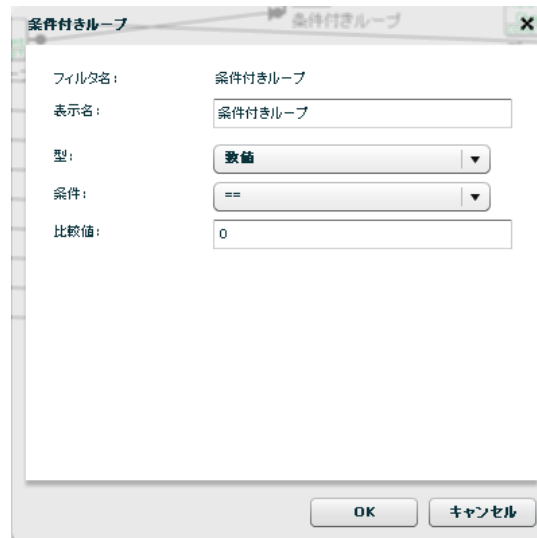 条件付きループ
条件付きループ
フィルタ名: 条件付きループ
表示名: 条件付きループ
型: 数値
条件: ==
比較値: 0
OK キャンセル